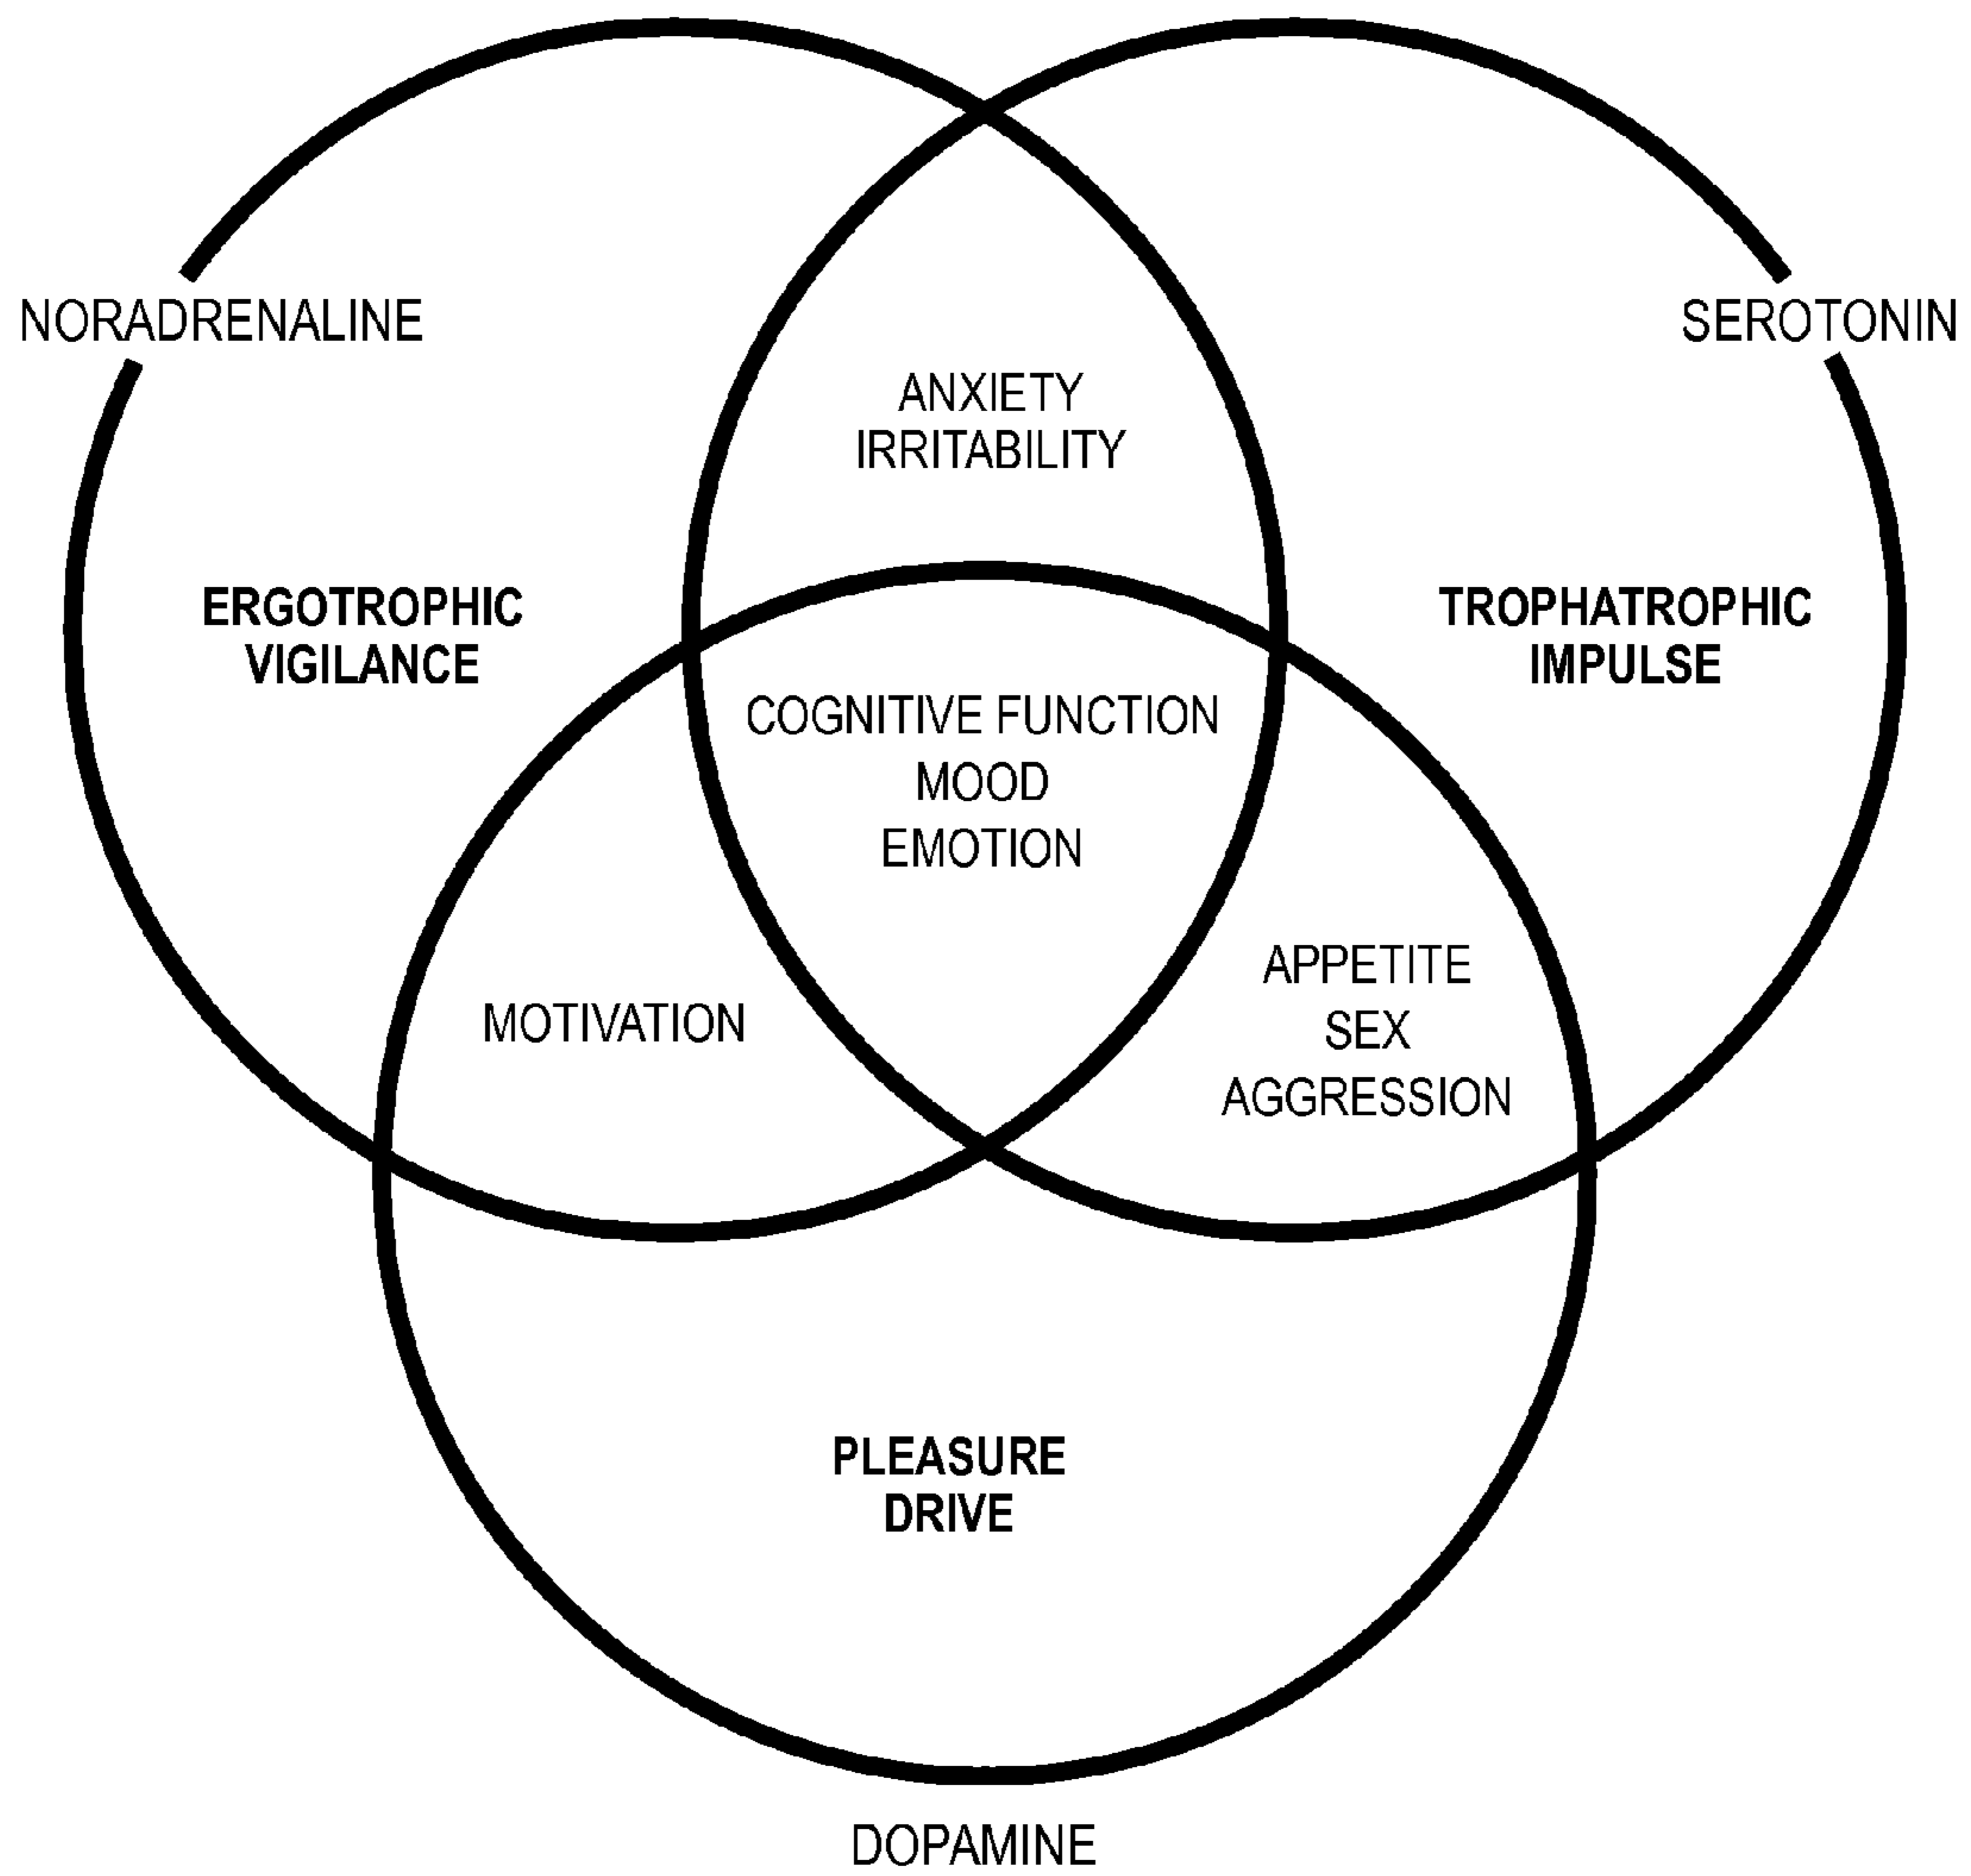 NORADRENALINE
SEROTONIN
ANXIETY
IRRITABILITY
ERGOTROPHIC
VIGILANCE
TROPHATROPHIC
IMPULSE
COGNITIVE FUNCTION
MOOD
EMOTION
MOTIVATION
APPETITE
SEX
AGGRESSION
PLEASURE
DRIVE
DOPAMINE